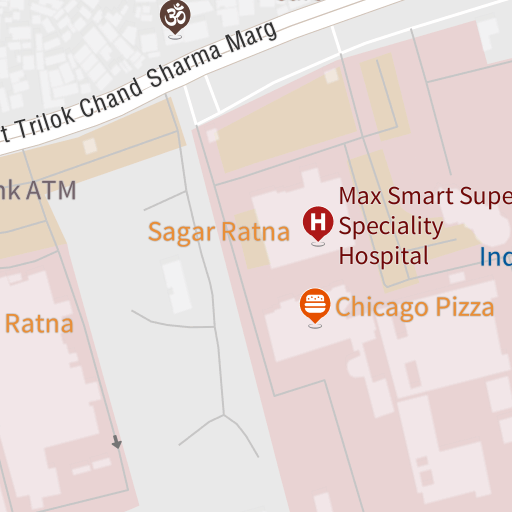 t Trilok Chand Sharma Marg
nk ATM
Max Smart Supe
Speciality
Hospital
Sagar Ratna
Ind
Chicago Pizza
Ratna
ॐ
H